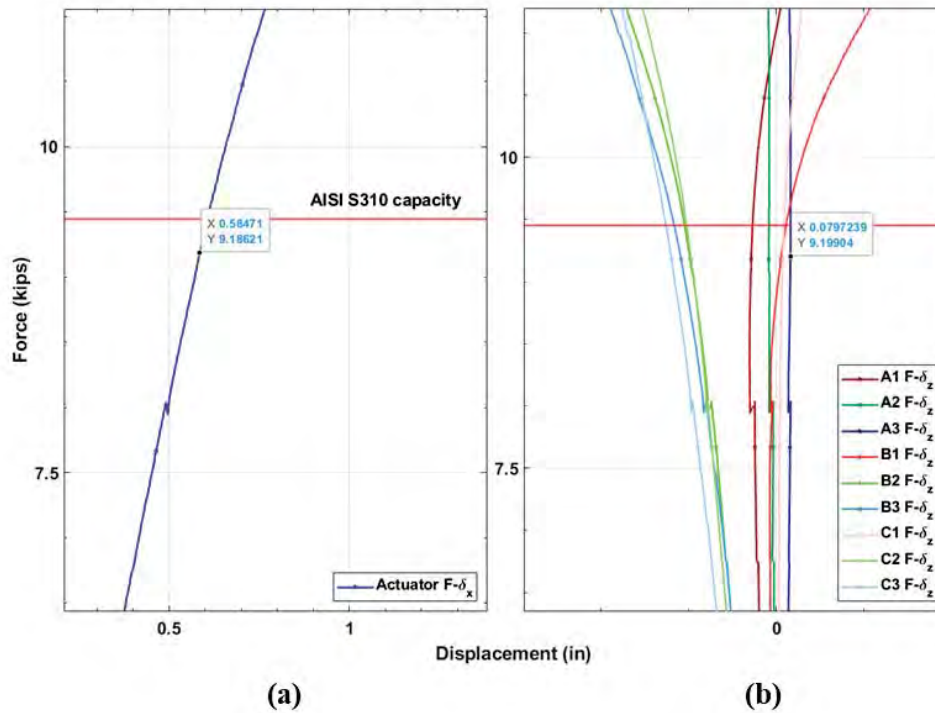 10
7.5
Force (kips)
AISI S310 capacity
X 0.58471
Y 9.18621
Actuator F-δx
0.5
1
10
7.5
X 0.0797239
Y 9.19904
A1 F-δz
A2 F-δz
A3 F-δz
B1 F-δz
B2 F-δz
B3 F-δz
C1 F-δz
C2 F-δz
C3 F-δz
0
Displacement (in)
(a)
(b)